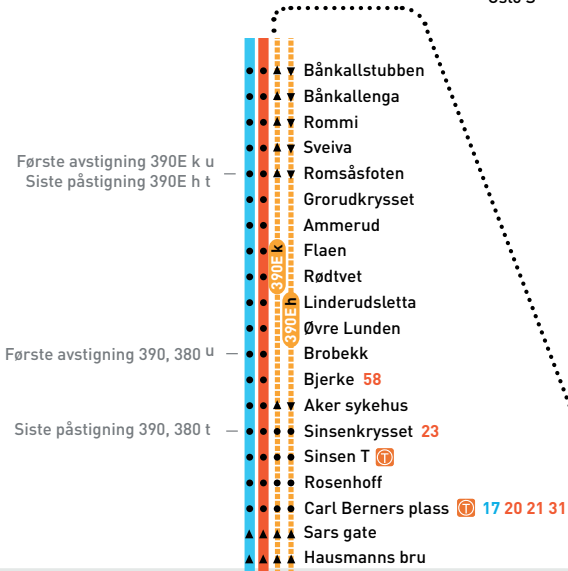 Bånkallstubben
Bånkallenga
Rommi
Sveiva
Første avstigning 390E k u
Siste påstigning 390E h t
Romsåsfoten
Grorudkrysset
Ammerud
390E k
Flaen
Rødtvet
390E h
Linderudsletta
Øvre Lunden
Første avstigning 390, 380 u
Brobekk
Bjerke 58
Aker sykehus
Siste påstigning 390, 380 t
Sinsenkrysset 23
Sinsen T T
Rosenhoff
Carl Berners plass T 17 20 21 31
Sars gate
Hausmanns bru